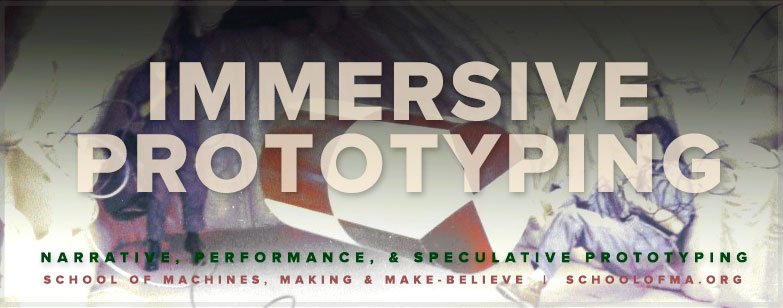 IMMERSIVE
PROTOTYPING
NARRATIVE, PERFORMANCE, & SPECULATIVE PROTOTYPING
SCHOOL OF MACHINES, MAKING & MAKE-BELIEVE | SCHOOLOFMA.ORG